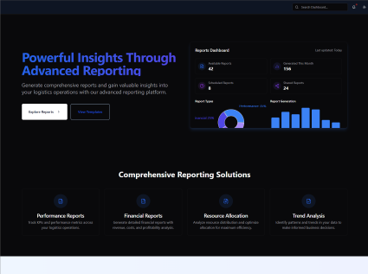 Search Dashboard...
Powerful Insights Through
Advanced Reporting
Generate comprehensive reports and gain valuable insights into
your logistics operations with our advanced reporting platform.
Explore Reports
View Templates
Reports Dashboard
Last updated: Today
Available Reports
42
Generated This Month
156
Scheduled Reports
8
Shared Reports
24
Report Types
Report Generation
Comprehensive Reporting Solutions
Performance Reports
Track KPIs and performance metrics across
your logistics operations.
Financial Reports
Generate detailed financial reports with
revenue, costs, and profitability analysis.
Resource Allocation
Analyze resource distribution and optimize
allocation for maximum efficiency.
Trend Analysis
Identify patterns and trends in your data to
make informed business decisions.